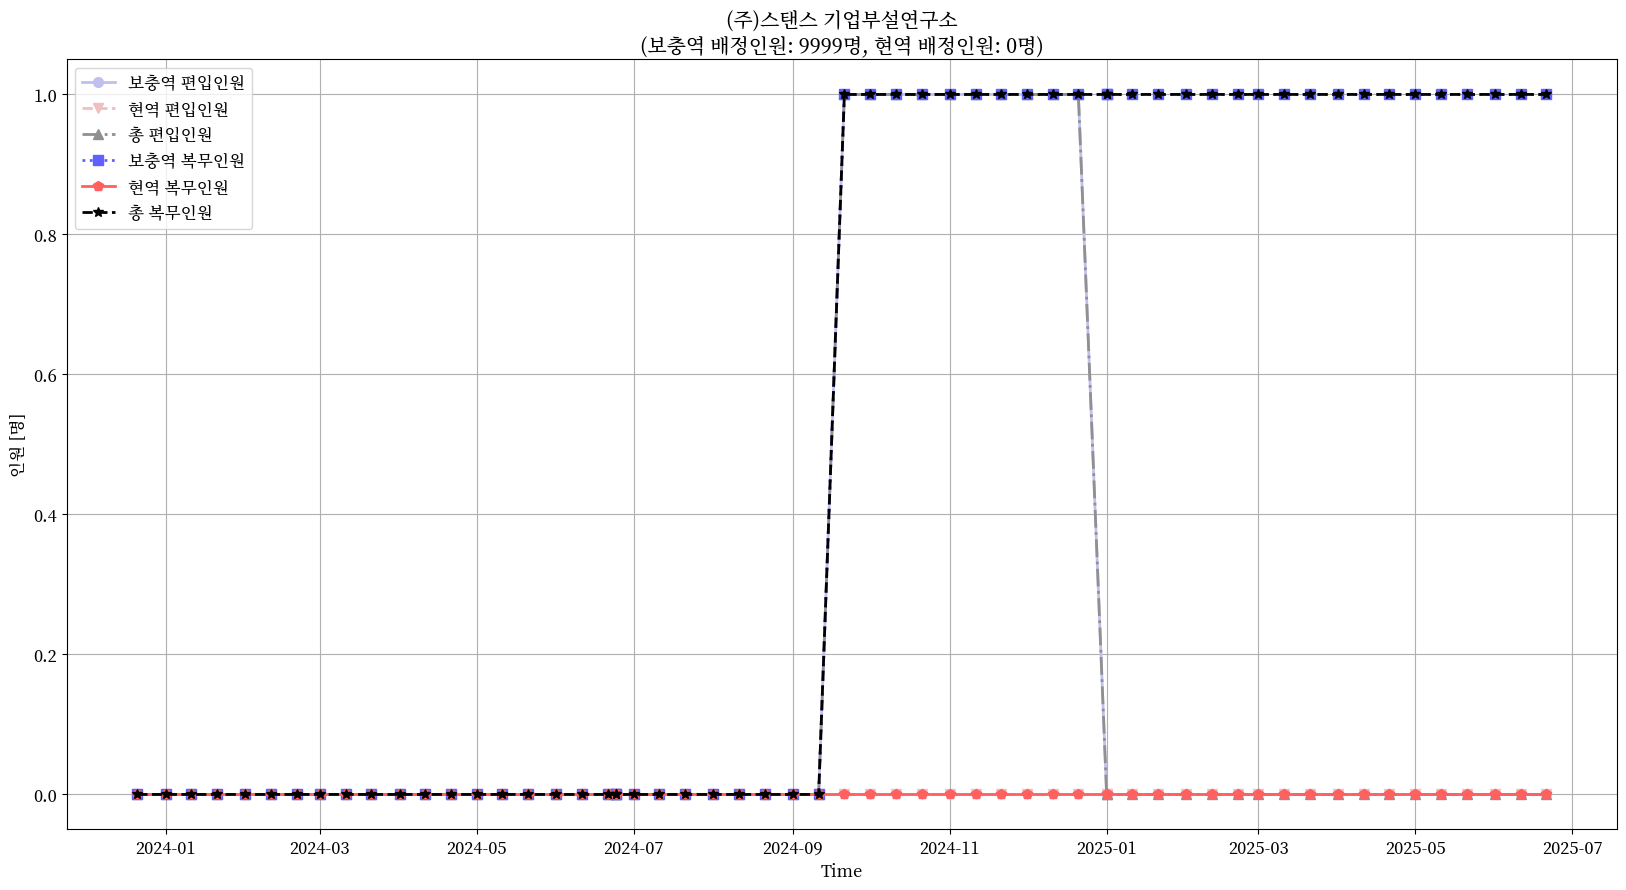 (주)스탠스 기업부설연구소
(보충역 배정인원: 9999명, 현역 배정인원: 0명)
보충역 편입인원
현역 편입인원
총 편입인원
보충역 복무인원
현역 복무인원
총 복무인원
1.0
0.8
0.6
0.4
0.2
0.0
인원 [명]
2024-01
2024-03
2024-05
2024-07
2024-09
2024-11
2025-01
2025-03
2025-05
2025-07
Time